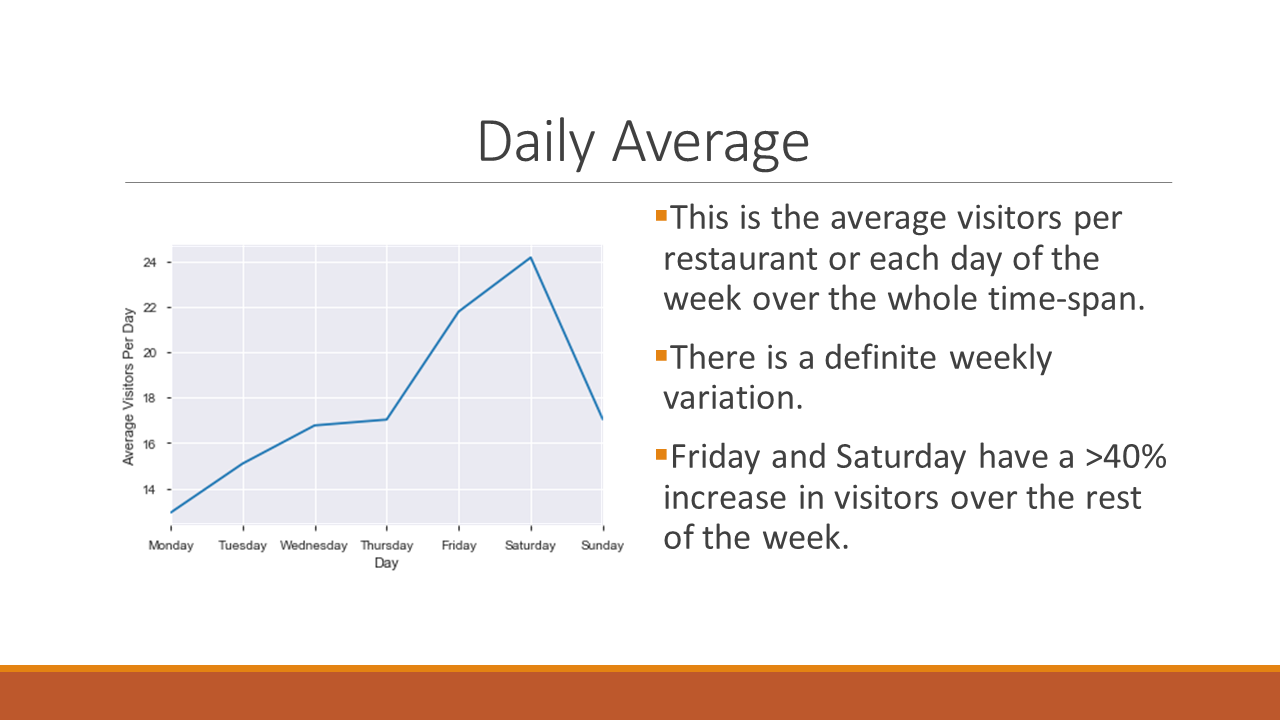 Daily Average
24
22
20
18
16
14
Average Visitors Per Day
Monday Tuesday Wednesday Thursday Friday Saturday Sunday
Day
▪This is the average visitors per
restaurant or each day of the
week over the whole time-span.
▪There is a definite weekly
variation.
▪Friday and Saturday have a >40%
increase in visitors over the rest
of the week.